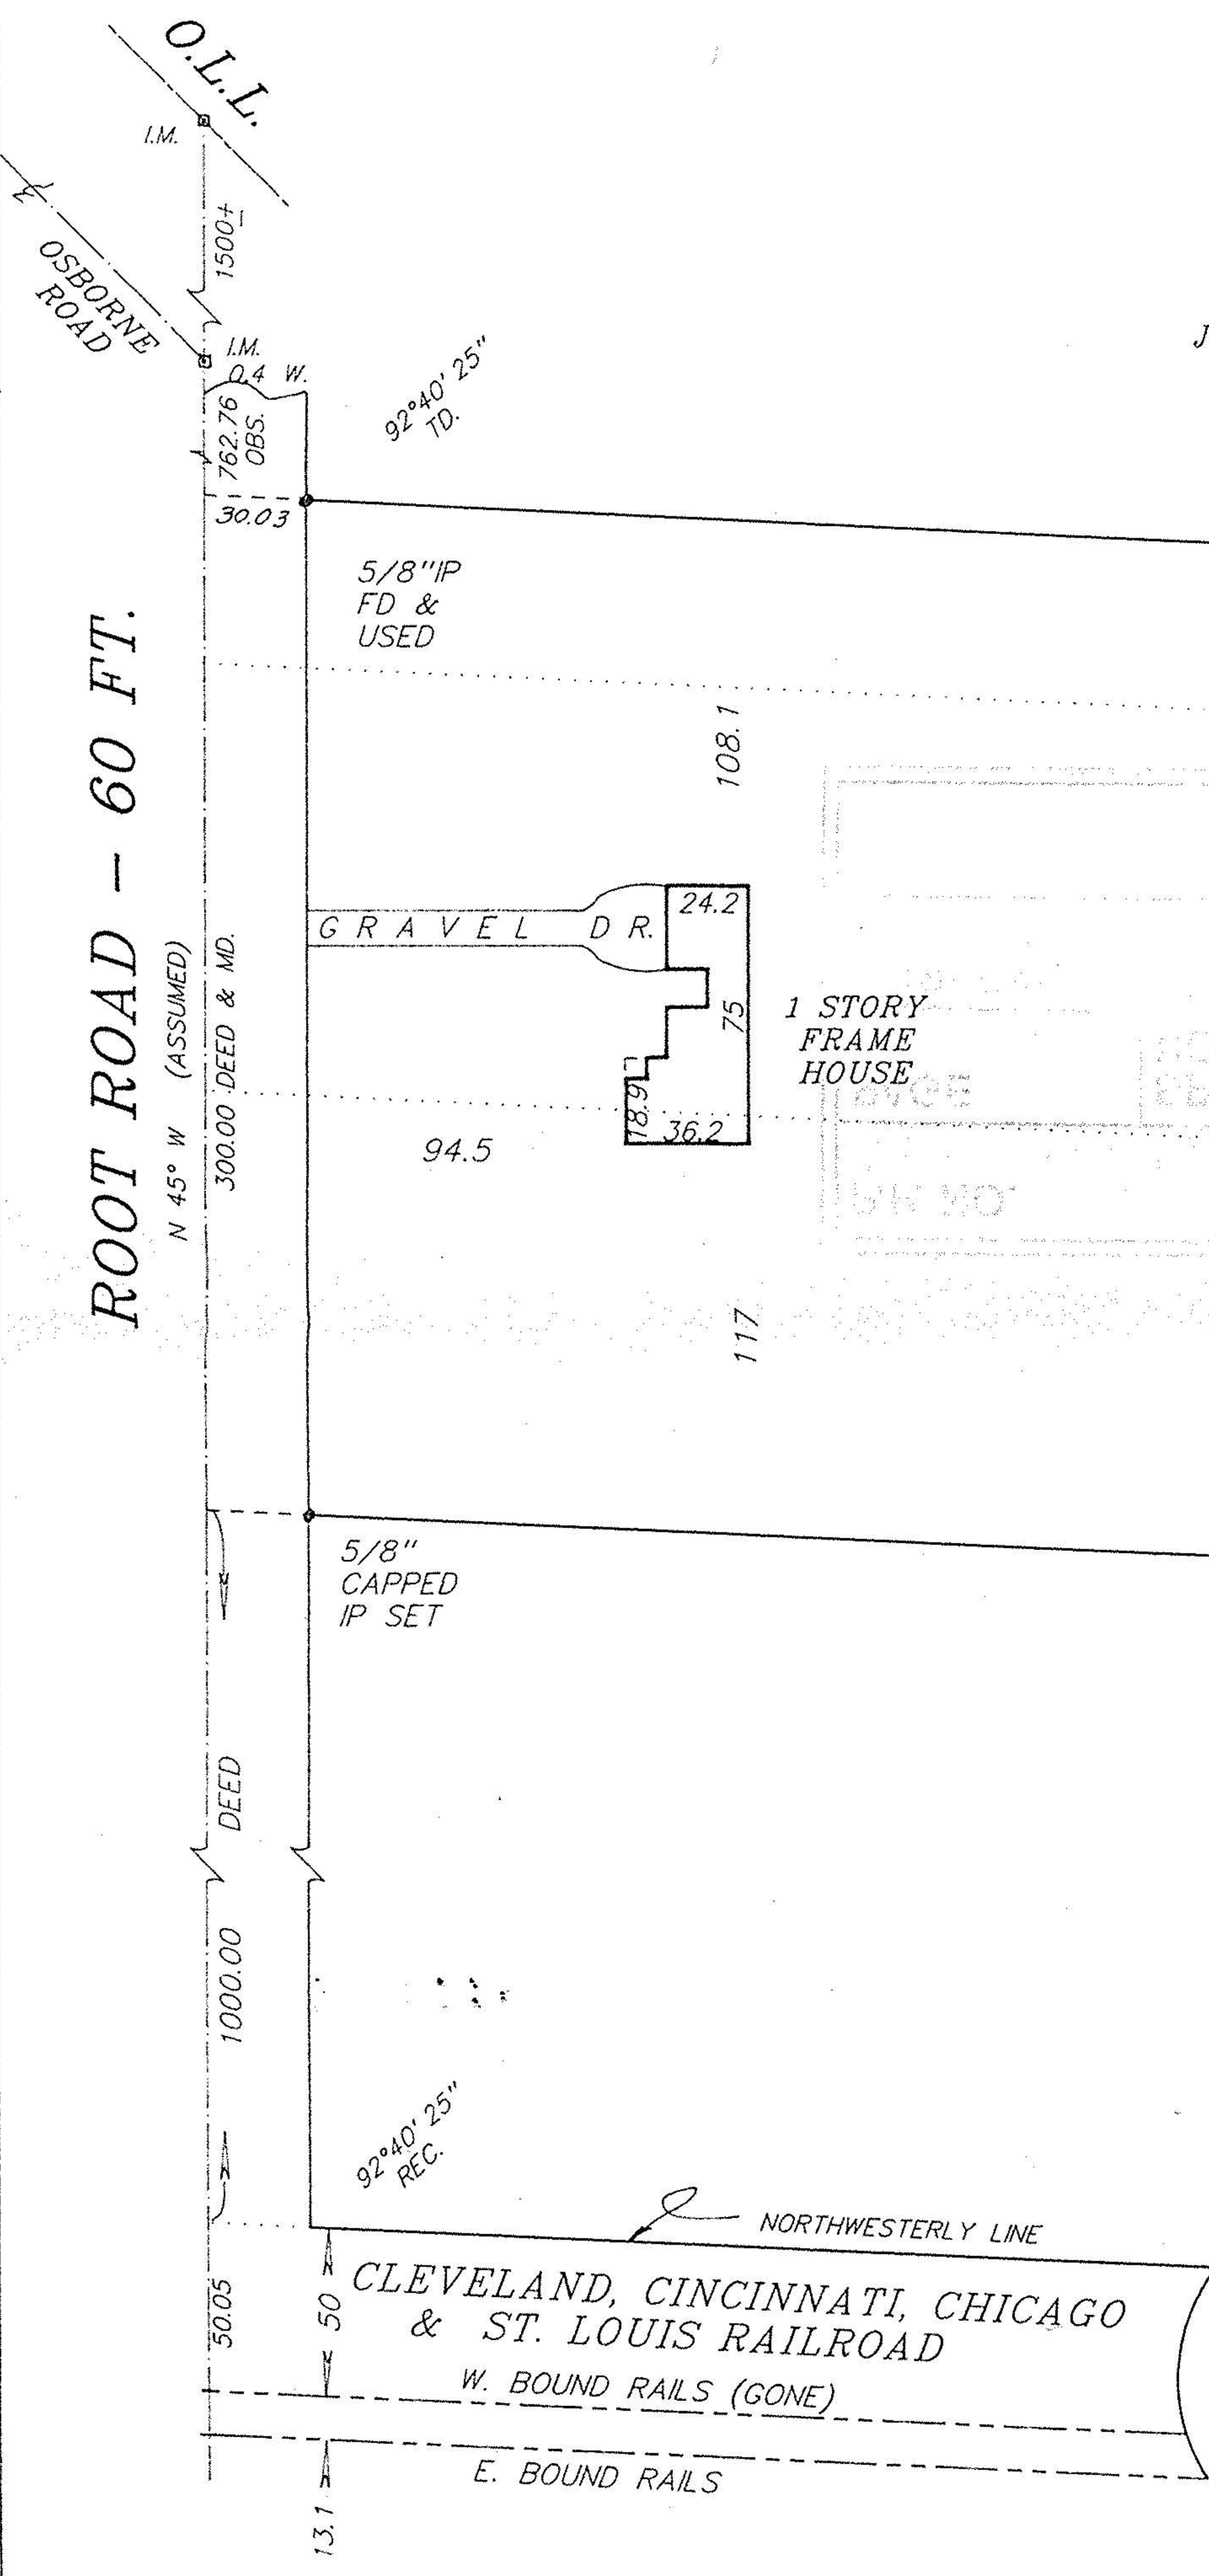 O.L.L.
I.M.
1500±
OSBORNE
ROAD
J
I.M.
0.4 W.
92°40' 25"
TD.
762.76
OBS.
30.03
5/8"IP
FD &
USED
ROOT ROAD - 60 FT.
N 45° W (ASSUMED)
300.00 DEED & MD.
108.1
GRAVEL DR.
24.2
75
1 STORY
FRAME
HOUSE
18.9
36.2
94.5
117
5/8"
CAPPED
IP SET
1000.00 DEED
92°40' 25"
REC.
NORTHWESTERLY LINE
50.05
50
CLEVELAND, CINCINNATI, CHICAGO
& ST. LOUIS RAILROAD
W. BOUND RAILS (GONE)
E. BOUND RAILS
13.1